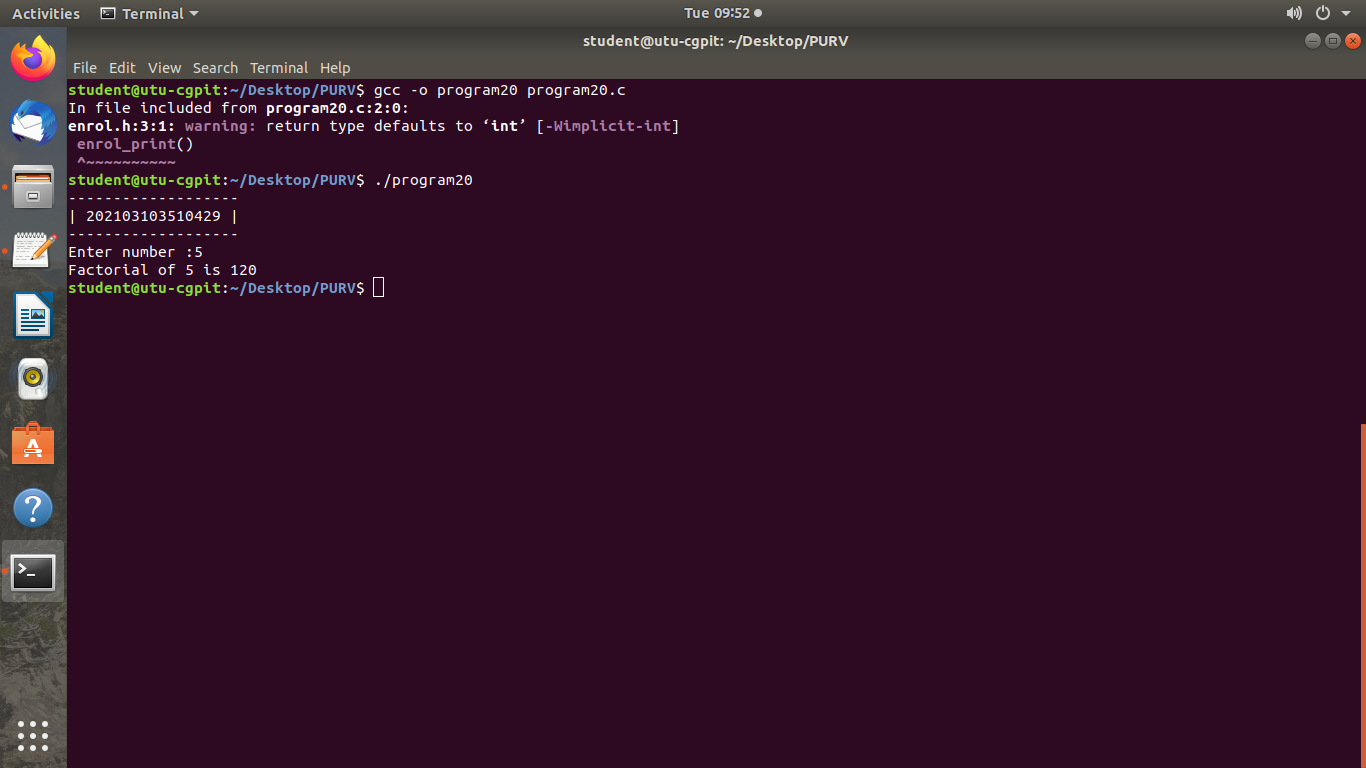 Activities Terminal Tue 09:52
student@utu-cgpit: ~/Desktop/PURV
File Edit View Search Terminal Help
student@utu-cgpit:~/Desktop/PURV$ gcc -o program20 program20.c
In file included from program20.c:2:0:
enrol.h:3:1: warning: return type defaults to ‘int’ [-Wimplicit-int]
 enrol_print()
 ^~~~~~~~~~~
student@utu-cgpit:~/Desktop/PURV$ ./program20
-------------------
| 202103103510429 |
-------------------
Enter number :5
Factorial of 5 is 120
student@utu-cgpit:~/Desktop/PURV$